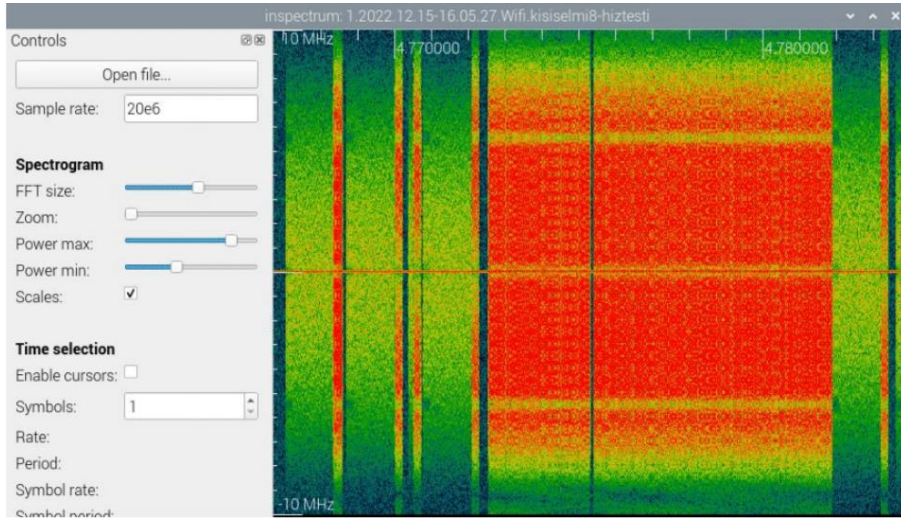 inspectrum: 1.2022.12.15-16.05.27.Wifi.kisiselmi8-hiztesti
Controls
Open file...
Sample rate: 20e6
Spectrogram
FFT size:
Zoom:
Power max:
Power min:
Scales:
Time selection
Enable cursors:
Symbols: 1
Rate:
Period:
Symbol rate:
Symbol period:
10 MHz
4.770000
4.780000
-10 MHz